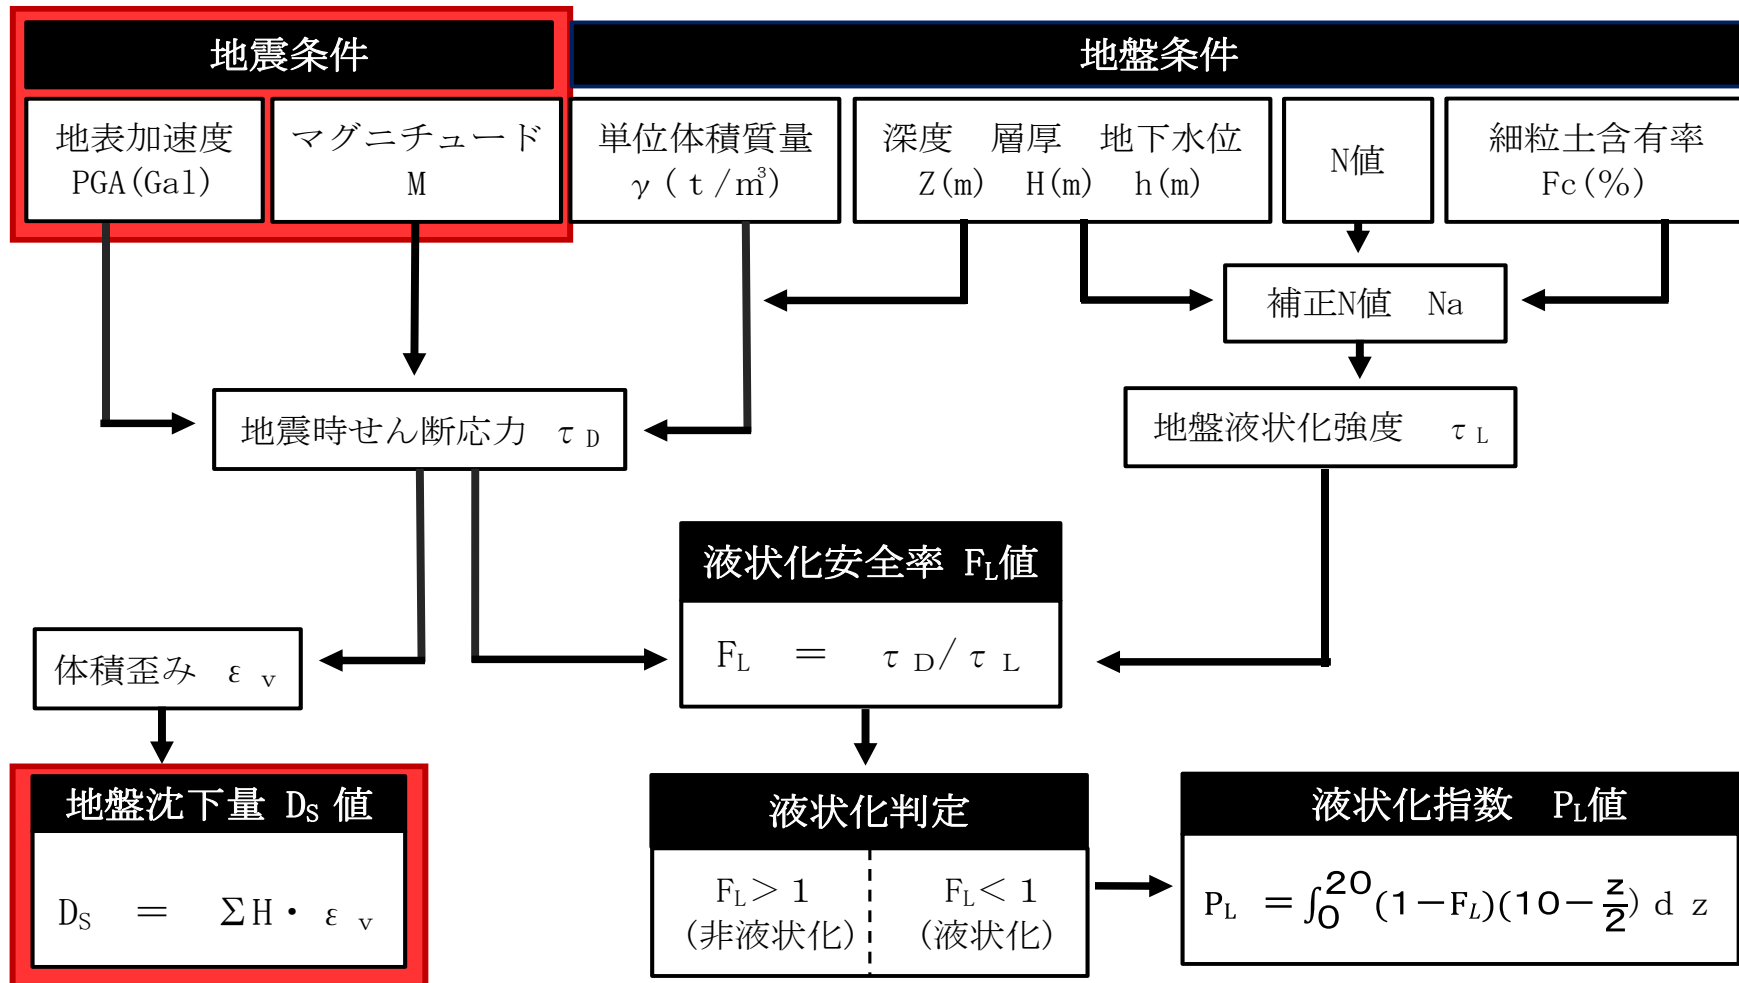 地震条件
地盤条件
地表加速度
PGA(Gal)
マグニチュード
M
単位体積質量
γ(t/㎥)
深度 層厚 地下水位
Z(m) H(m) h(m)
N値
細粒土含有率
Fc(%)
補正N値 Na
地震時せん断応力 τD
地盤液状化強度 τL
液状化安全率 FL値
FL = τD/τL
体積歪み εv
地盤沈下量 DS 値
DS = ΣH・εv
液状化判定
FL>1
(非液状化)
FL<1
(液状化)
液状化指数 PL値
PL =∫₀²⁰(1-FL)(10-z/2)dz